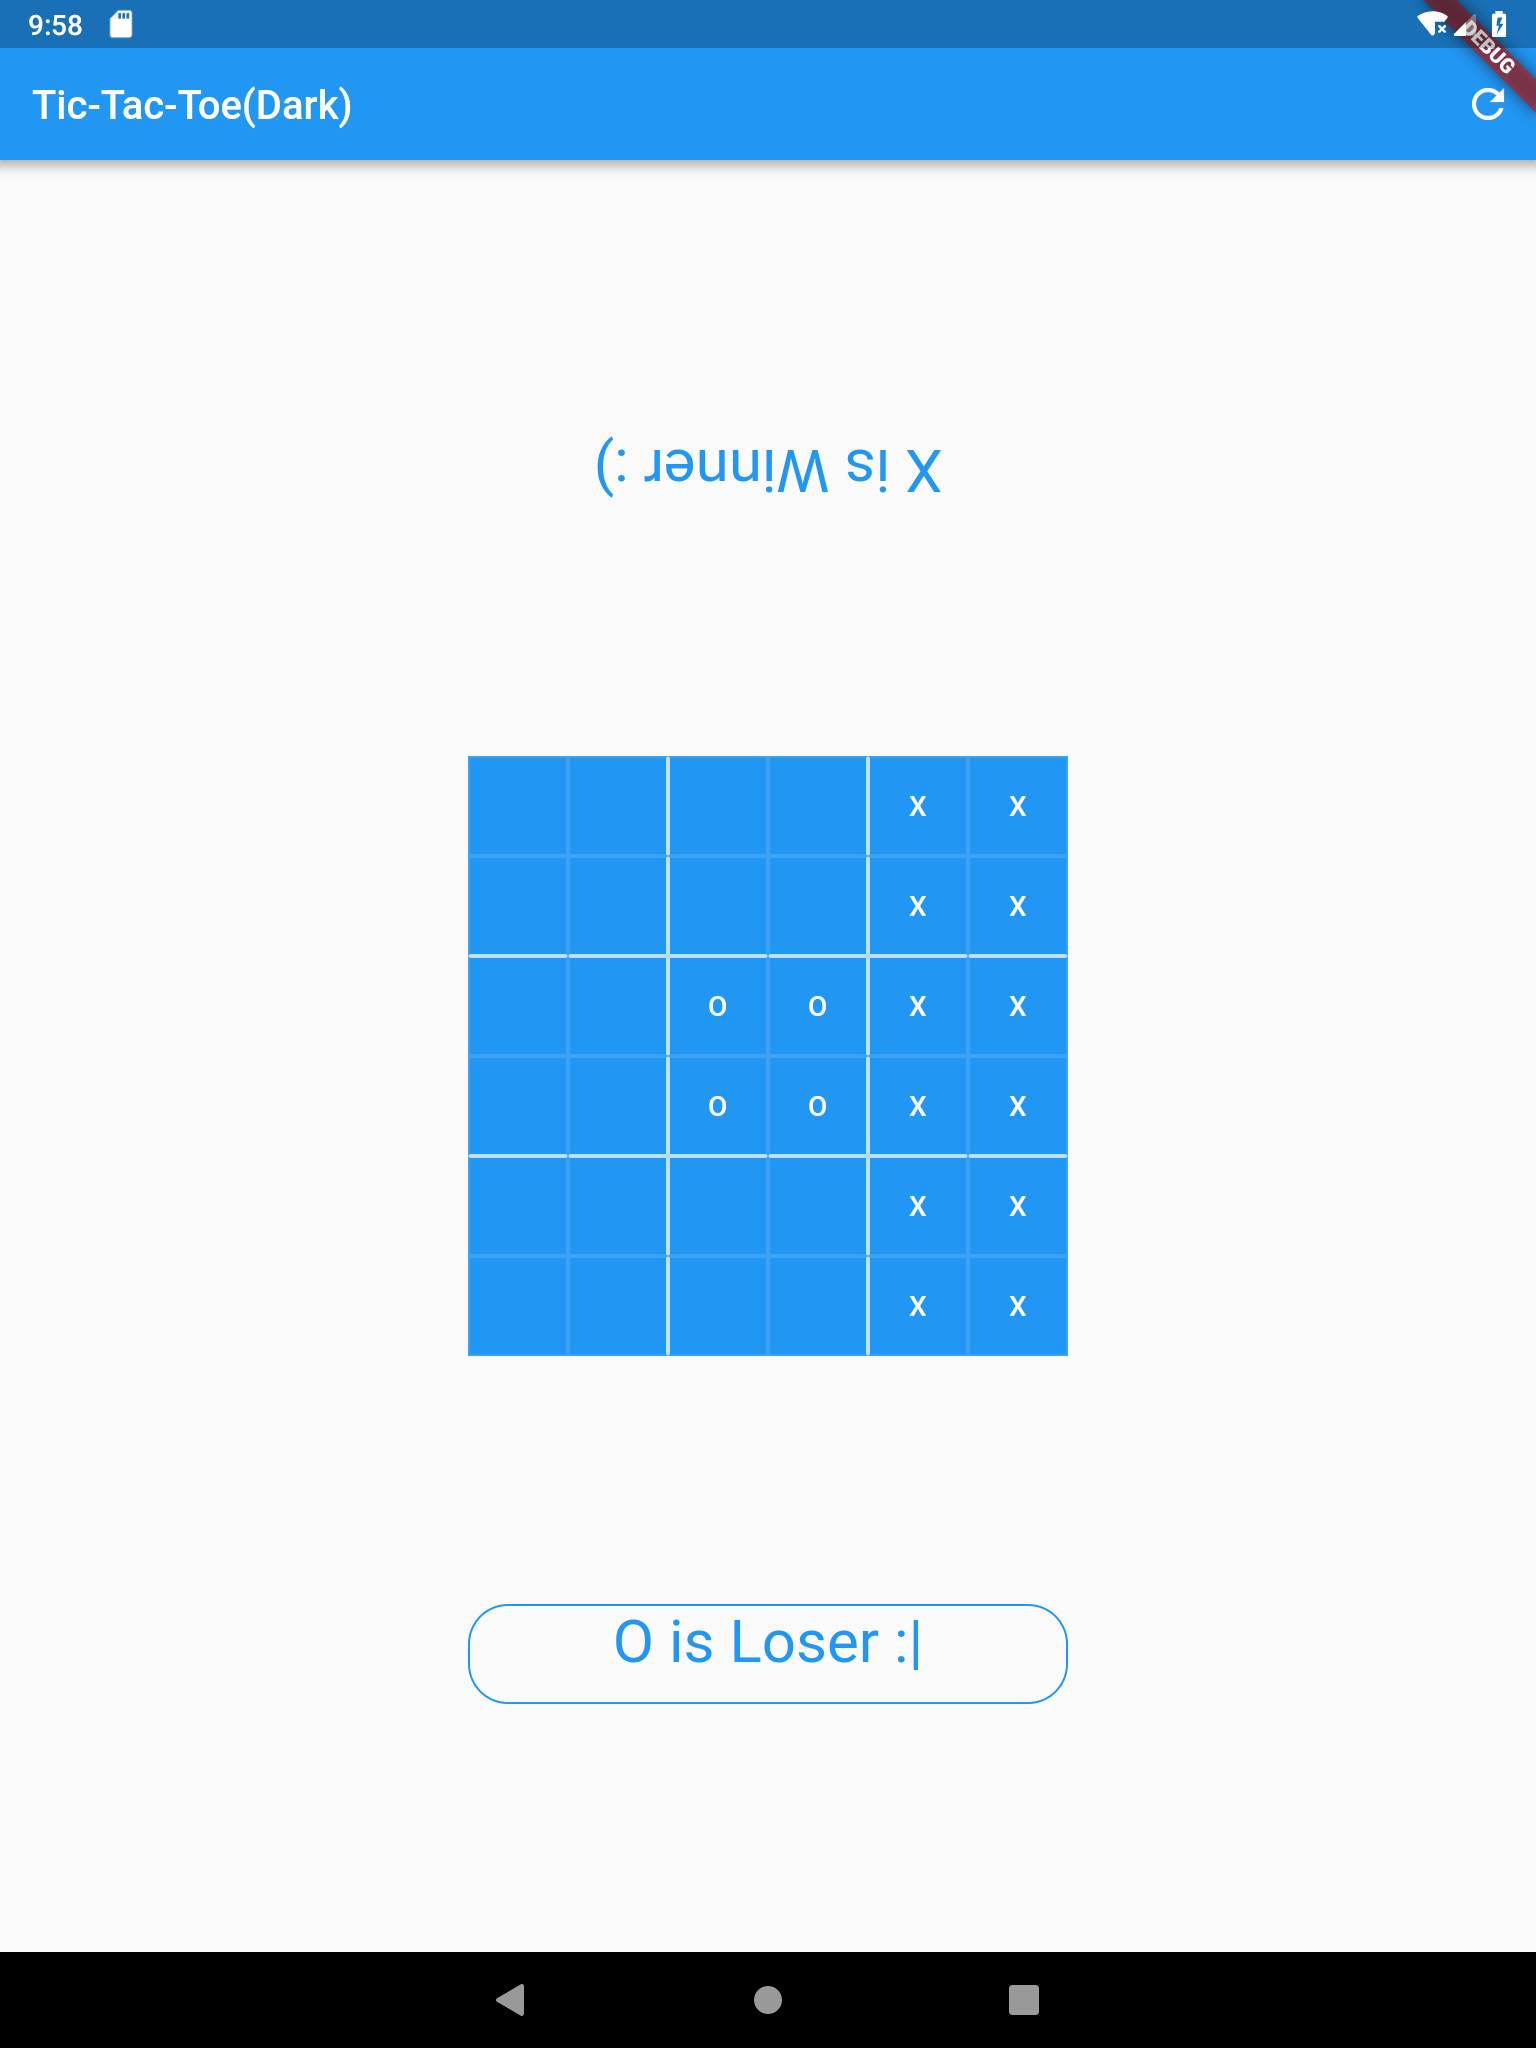 9:58
DEBUG
Tic-Tac-Toe(Dark)
X is Winner :)
X X
X X
O O X X
O O X X
X X
X X
O is Loser :|